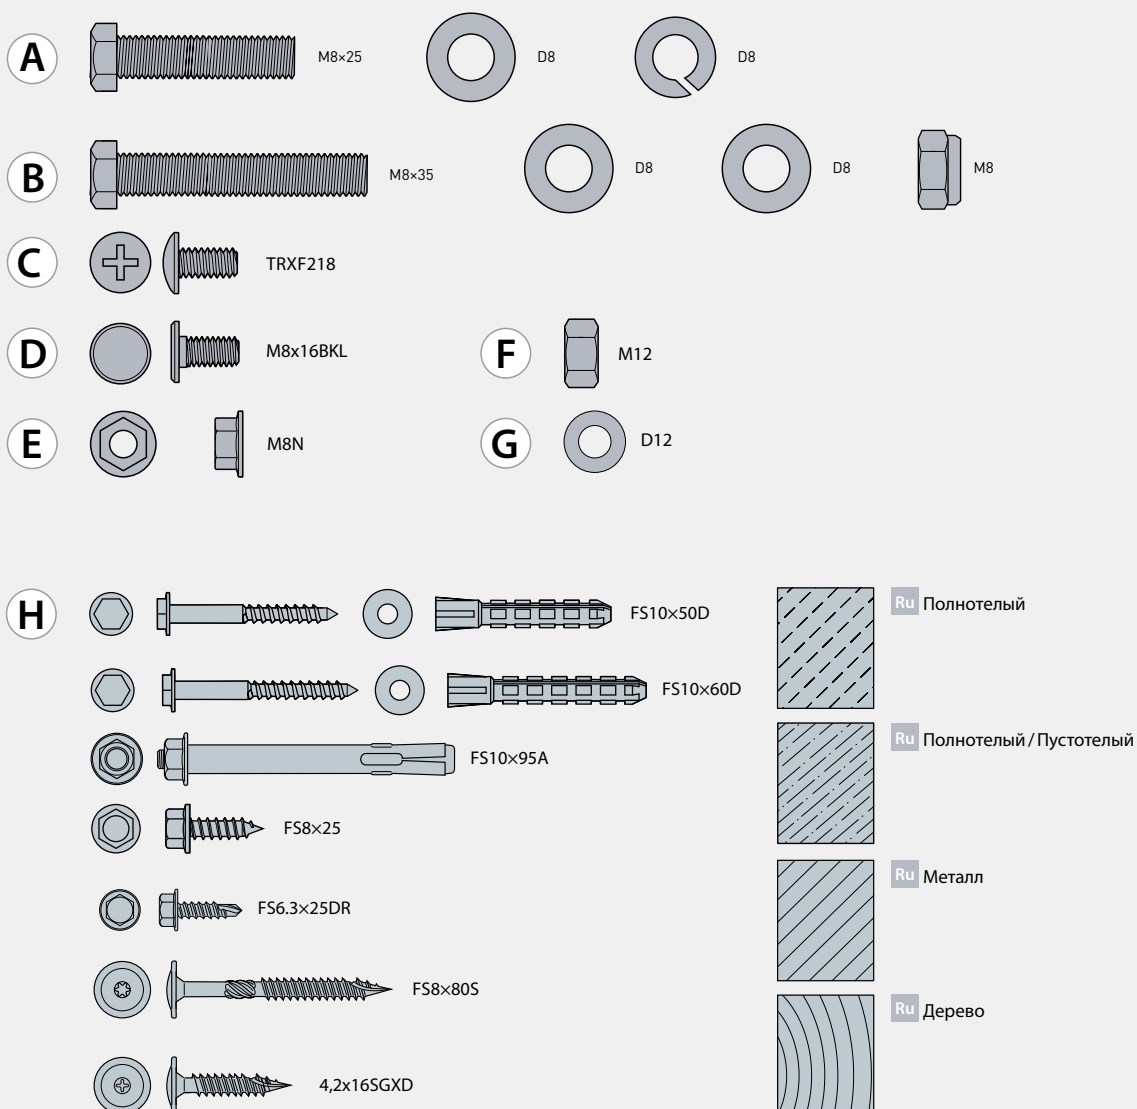 A M8×25 D8 D8
B M8×35 D8 D8 M8
C TRXF218
D M8x16BKL F M12
E M8N G D12
H FS10×50D Ru Полнотелый
FS10×60D
Ru Полнотелый / Пустотелый
FS10×95A
FS8×25
Ru Металл
FS6.3×25DR
FS8×80S
Ru Дерево
4,2x16SGXD